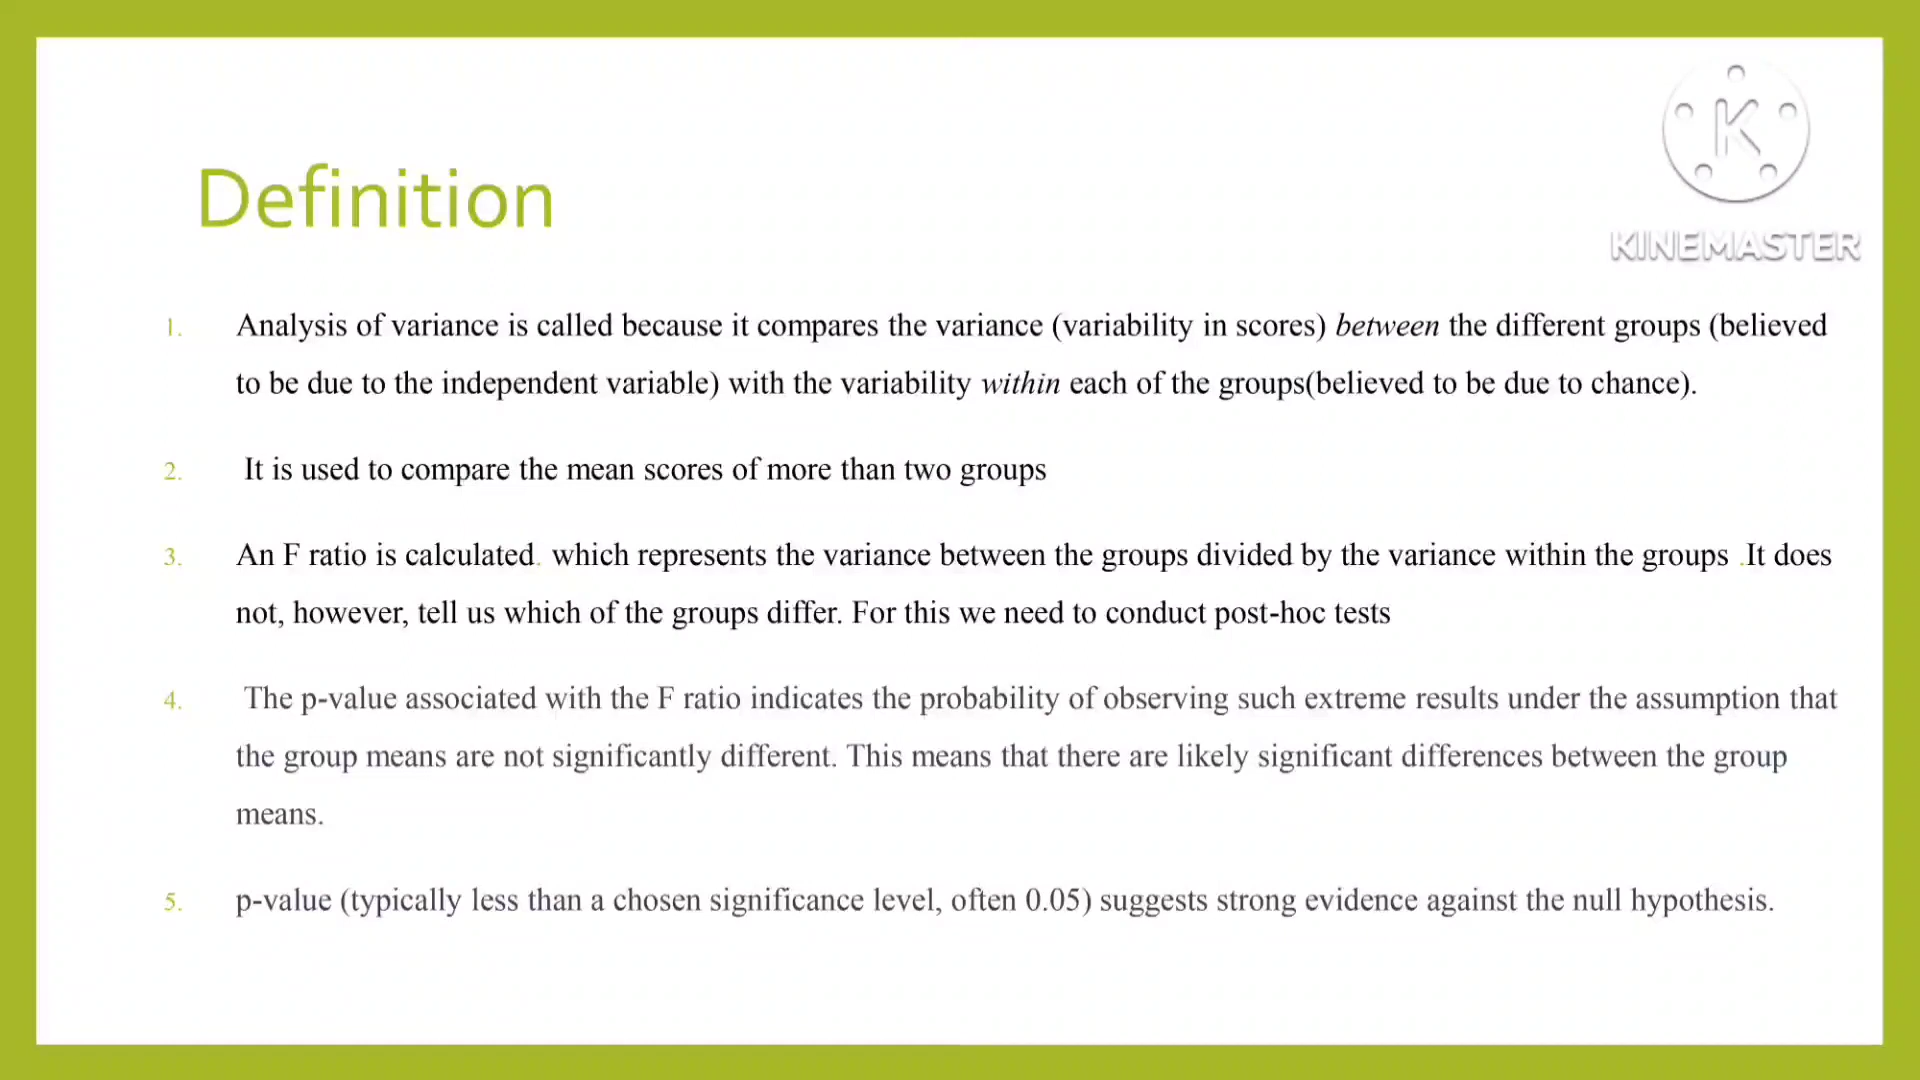 K
KINEMASTER
Definition
1. Analysis of variance is called because it compares the variance (variability in scores) between the different groups (believed
to be due to the independent variable) with the variability within each of the groups(believed to be due to chance).
2. It is used to compare the mean scores of more than two groups
3. An F ratio is calculated. which represents the variance between the groups divided by the variance within the groups .It does
not, however, tell us which of the groups differ. For this we need to conduct post-hoc tests
4. The p-value associated with the F ratio indicates the probability of observing such extreme results under the assumption that
the group means are not significantly different. This means that there are likely significant differences between the group
means.
5. p-value (typically less than a chosen significance level, often 0.05) suggests strong evidence against the null hypothesis.